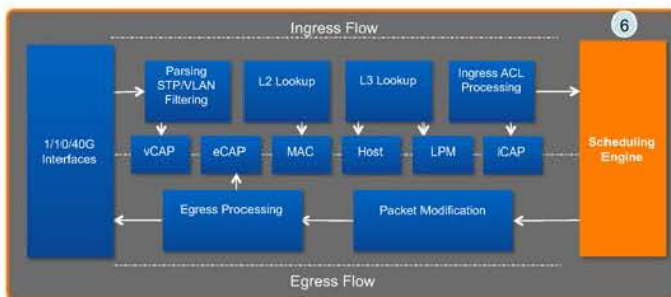 Ingress Flow
6
Parsing
STP/VLAN
Filtering
L2 Lookup
L3 Lookup
Ingress ACL
Processing
1/10/40G
Interfaces
vCAP
eCAP
MAC
Host
LPM
iCAP
Scheduling
Engine
Egress Processing
Packet Modification
Egress Flow